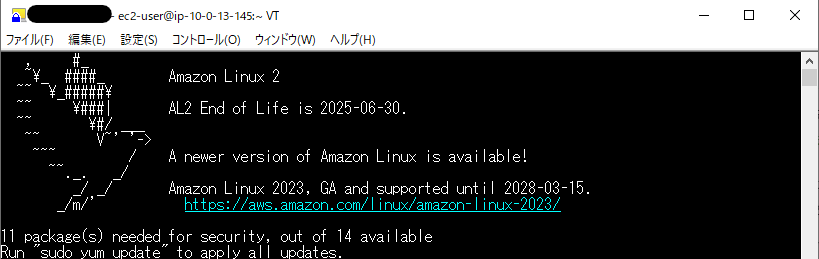 - ec2-user@ip-10-0-13-145:~ VT
ファイル(F) 編集(E) 設定(S) コントロール(O) ウィンドウ(W) ヘルプ(H)
   ,     #_
   ~¥_  ####_        Amazon Linux 2
  ~~  ¥_#####¥
  ~~     ¥###|       AL2 End of Life is 2025-06-30.
  ~~       ¥#/ ___
   ~~       V~' '->
    ~~~         /    A newer version of Amazon Linux is available!
      ~~._.   _/
         _/ _/       Amazon Linux 2023, GA and supported until 2028-03-15.
       _/m/'           https://aws.amazon.com/linux/amazon-linux-2023/
11 package(s) needed for security, out of 14 available
Run "sudo yum update" to apply all updates.